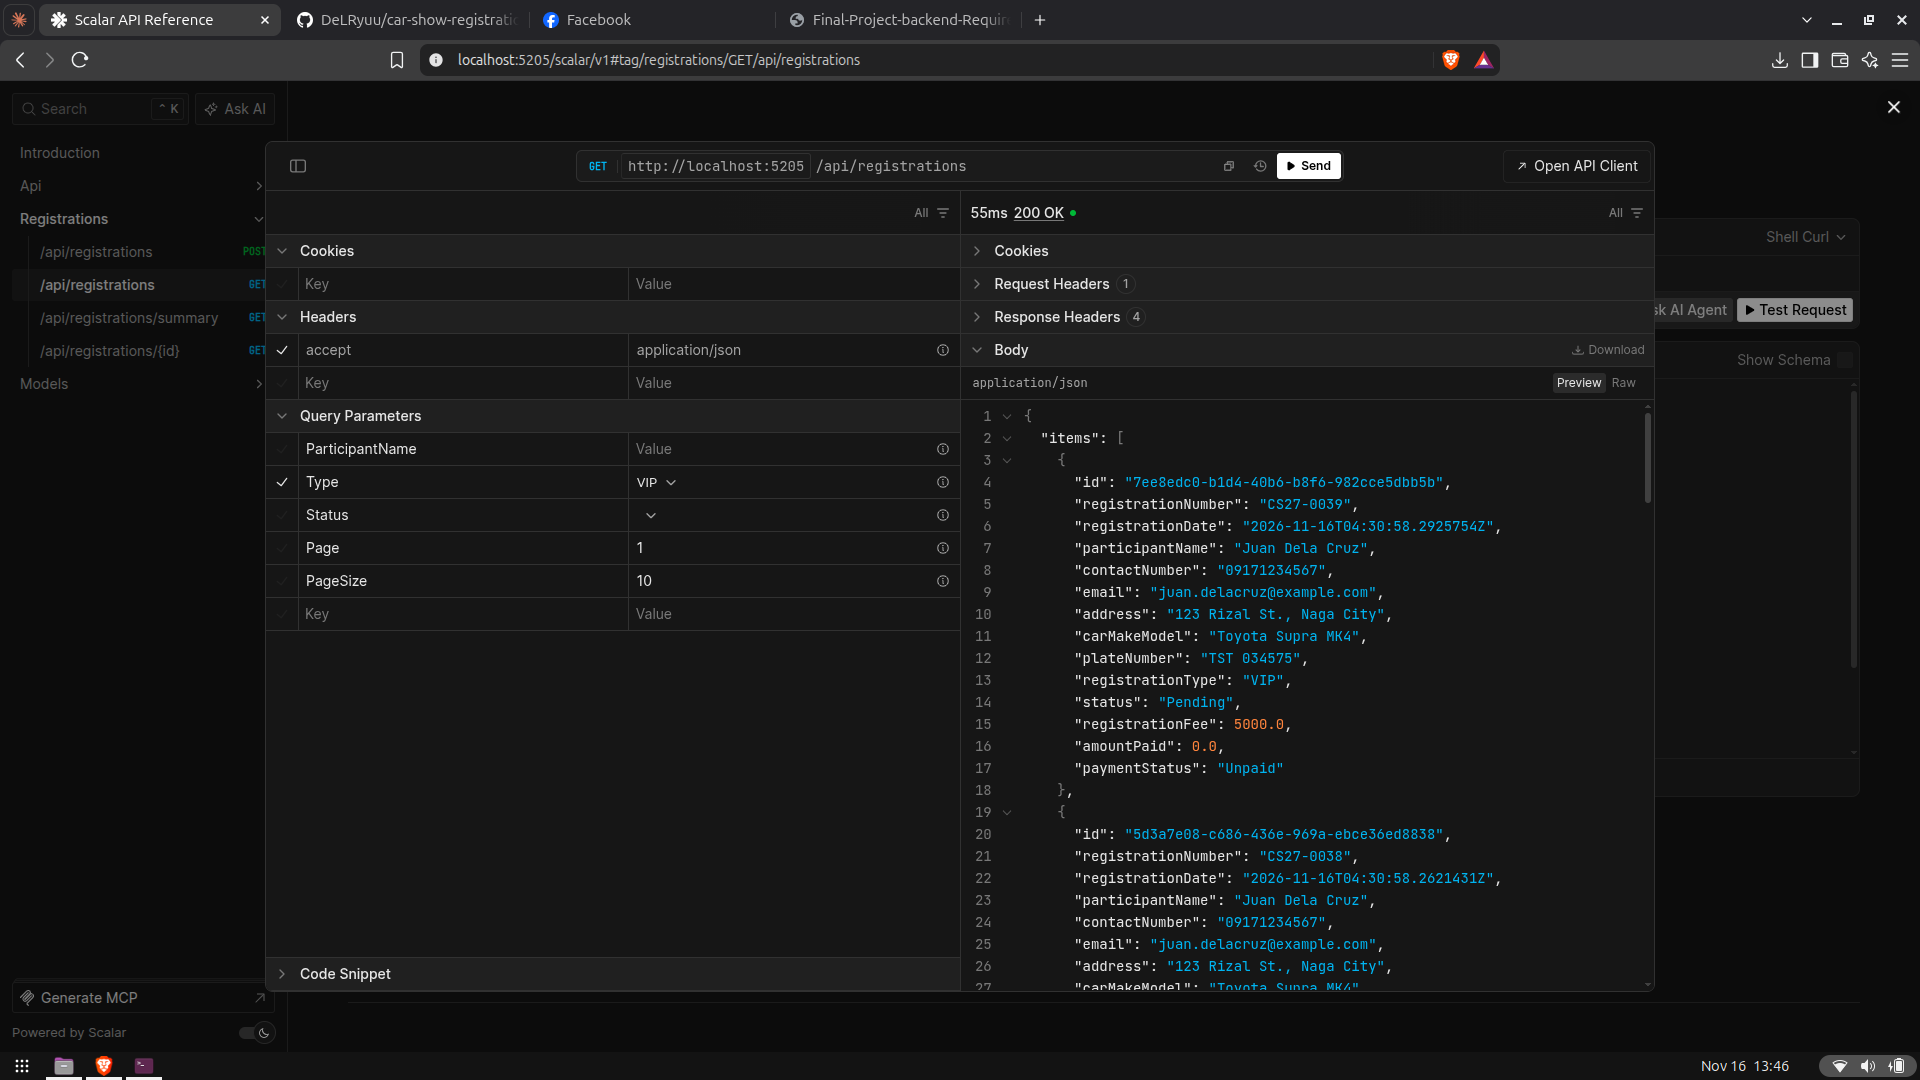 Scalar API Reference
DeLRyuu/car-show-registratic
Facebook
Final-Project-backend-Require
localhost:5205/scalar/v1#tag/registrations/GET/api/registrations
Search
⌃ K
Ask AI
Introduction
Api
Registrations
/api/registrations POST
/api/registrations GET
/api/registrations/summary GET
/api/registrations/{id} GET
Models
Generate MCP
Powered by Scalar
GET http://localhost:5205 /api/registrations
Send
Open API Client
All
Cookies
Key Value
Headers
accept application/json
Key Value
Query Parameters
ParticipantName Value
Type VIP
Status
Page 1
PageSize 10
Key Value
Code Snippet
55ms 200 OK
All
Cookies
Request Headers 1
Response Headers 4
Body
Download
application/json
Preview Raw
1 {
2 "items": [
3 {
4 "id": "7ee8edc0-b1d4-40b6-b8f6-982cce5dbb5b",
5 "registrationNumber": "CS27-0039",
6 "registrationDate": "2026-11-16T04:30:58.2925754Z",
7 "participantName": "Juan Dela Cruz",
8 "contactNumber": "09171234567",
9 "email": "juan.delacruz@example.com",
10 "address": "123 Rizal St., Naga City",
11 "carMakeModel": "Toyota Supra MK4",
12 "plateNumber": "TST 034575",
13 "registrationType": "VIP",
14 "status": "Pending",
15 "registrationFee": 5000.0,
16 "amountPaid": 0.0,
17 "paymentStatus": "Unpaid"
18 },
19 {
20 "id": "5d3a7e08-c686-436e-969a-ebce36ed8838",
21 "registrationNumber": "CS27-0038",
22 "registrationDate": "2026-11-16T04:30:58.2621431Z",
23 "participantName": "Juan Dela Cruz",
24 "contactNumber": "09171234567",
25 "email": "juan.delacruz@example.com",
26 "address": "123 Rizal St., Naga City",
27 "carMakeModel": "Toyota Supra MK4"
Shell Curl
sk AI Agent
Test Request
Show Schema
Nov 16 13:46